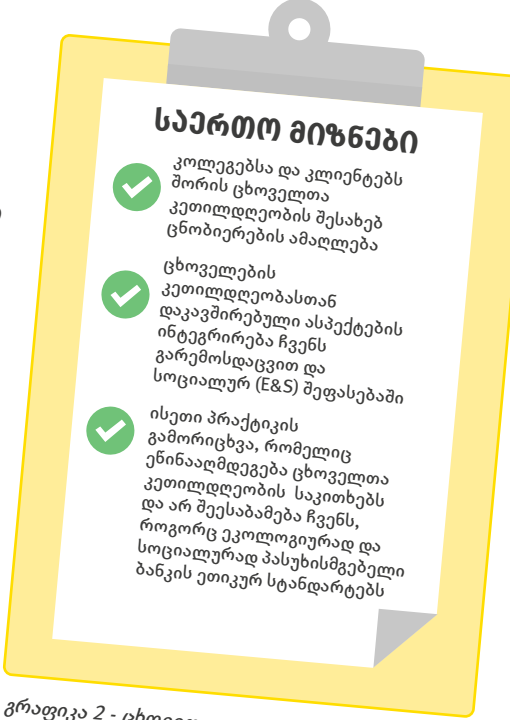 საერთო მიზნები
კოლეგებსა და კლიენტებს
შორის ცხოველთა
კეთილდღეობის შესახებ
ცნობიერების ამაღლება
ცხოველების
კეთილდღეობასთან
დაკავშირებული ასპექტების
ინტეგრირება ჩვენს
გარემოსდაცვით და
სოციალურ (E&S) შეფასებაში
ისეთი პრაქტიკის
გამორიცხვა, რომელიც
ეწინააღმდეგება ცხოველთა
კეთილდღეობის საკითხებს
და არ შეესაბამება ჩვენს,
როგორც ეკოლოგიურად და
სოციალურად პასუხისმგებელი
ბანკის ეთიკურ სტანდარტებს
გრაფიკა 2 -